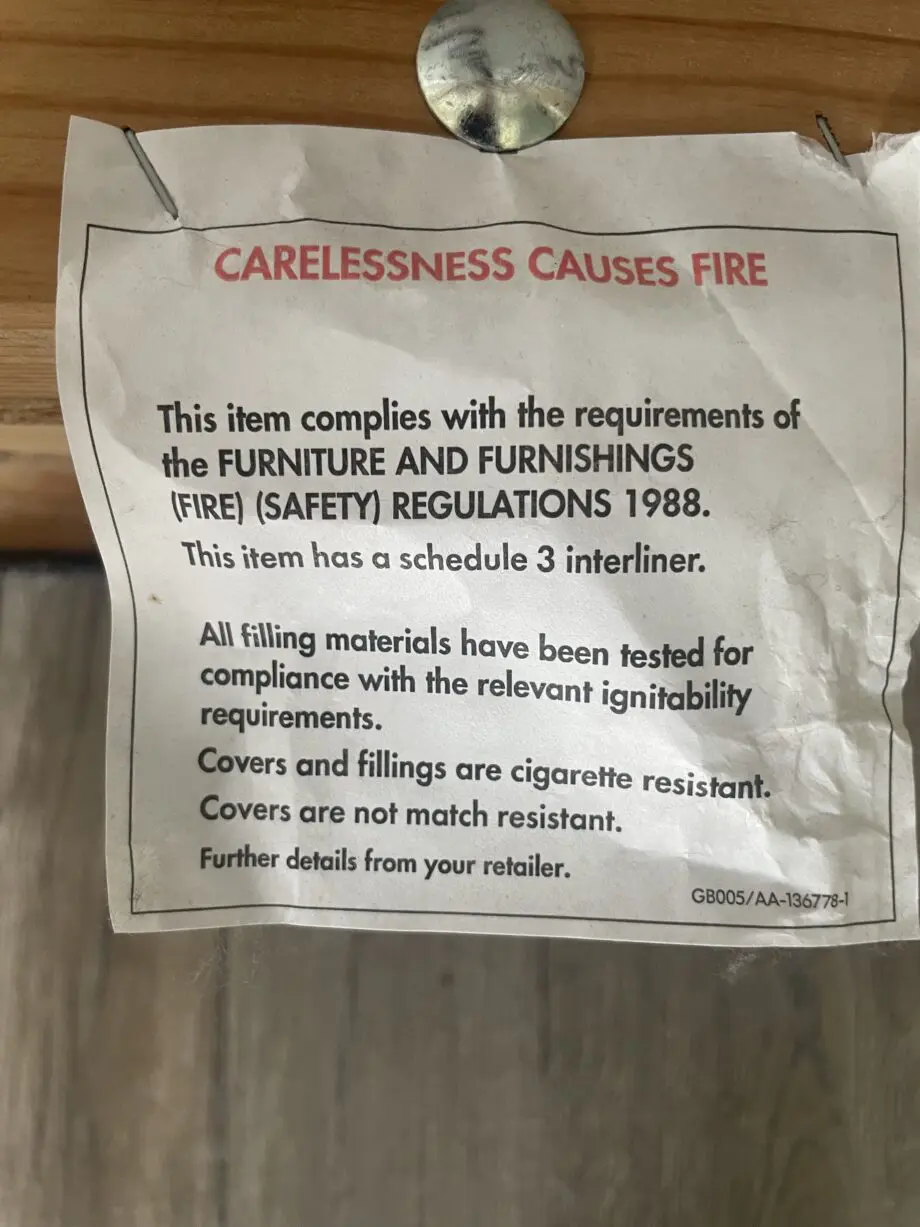 CARELESSNESS CAUSES FIRE
This item complies with the requirements of
the FURNITURE AND FURNISHINGS
(FIRE) (SAFETY) REGULATIONS 1988.
This item has a schedule 3 interliner.
All filling materials have been tested for
compliance with the relevant ignitability
requirements.
Covers and fillings are cigarette resistant.
Covers are not match resistant.
Further details from your retailer.
GB005/AA-136778-1